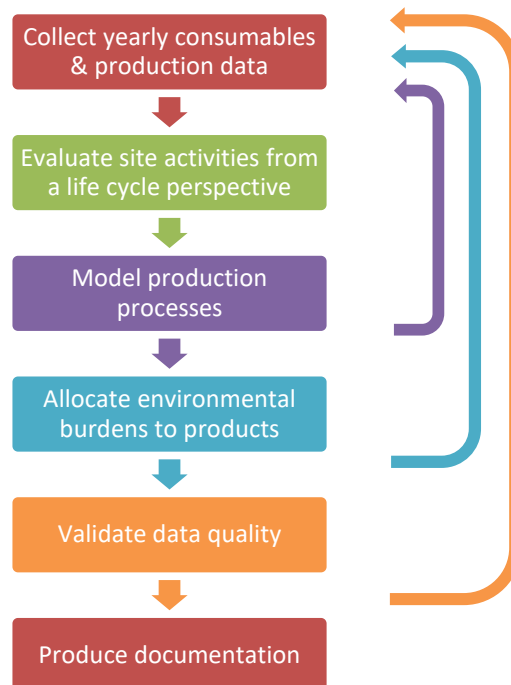 Collect yearly consumables
& production data
Evaluate site activities from
a life cycle perspective
Model production
processes
Allocate environmental
burdens to products
Validate data quality
Produce documentation